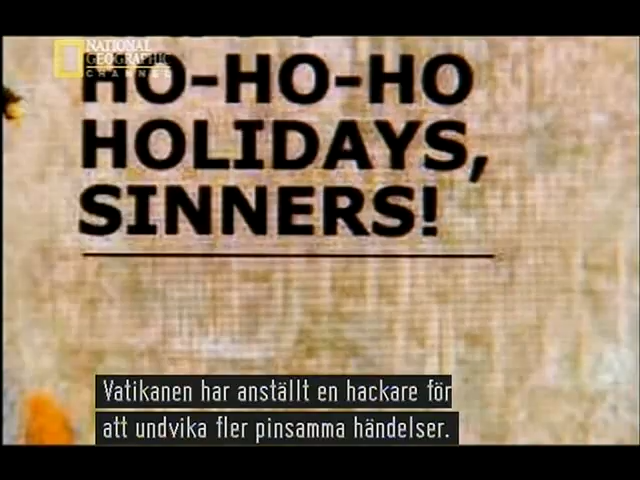 NATIONAL
GEOGRAPHIC
CHANNEL
HO-HO-HO
HOLIDAYS,
SINNERS!
Vatikanen har anställt en hackare för
att undvika fler pinsamma händelser.